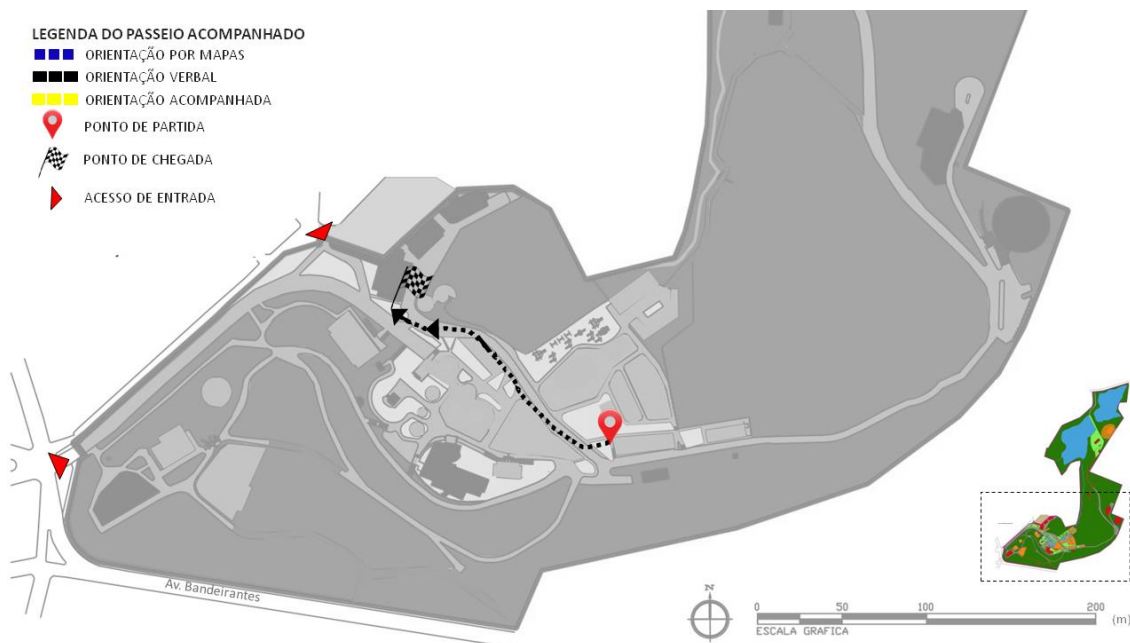 LEGENDA DO PASSEIO ACOMPANHADO
ORIENTAÇÃO POR MAPAS
ORIENTAÇÃO VERBAL
ORIENTAÇÃO ACOMPANHADA
PONTO DE PARTIDA
PONTO DE CHEGADA
ACESSO DE ENTRADA
Av. Bandeirantes
N
0 50 100 200 (m)
ESCALA GRAFICA